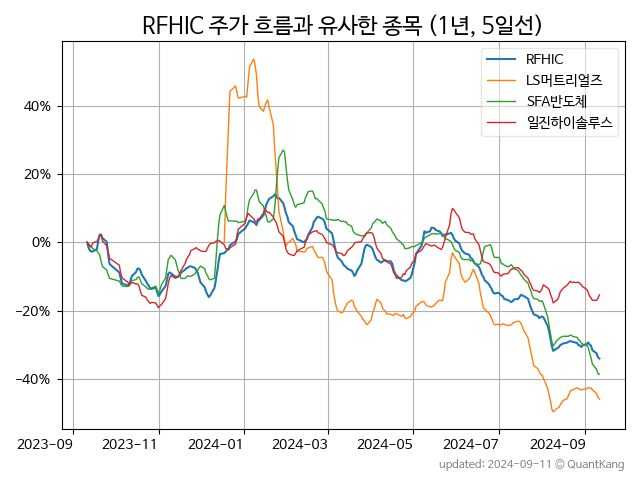 RFHIC 주가 흐름과 유사한 종목 (1년, 5일선)
RFHIC
LS머트리얼즈
SFA반도체
일진하이솔루스
40%
20%
0%
−20%
−40%
2023-09 2023-11 2024-01 2024-03 2024-05 2024-07 2024-09
updated: 2024-09-11 © QuantKang